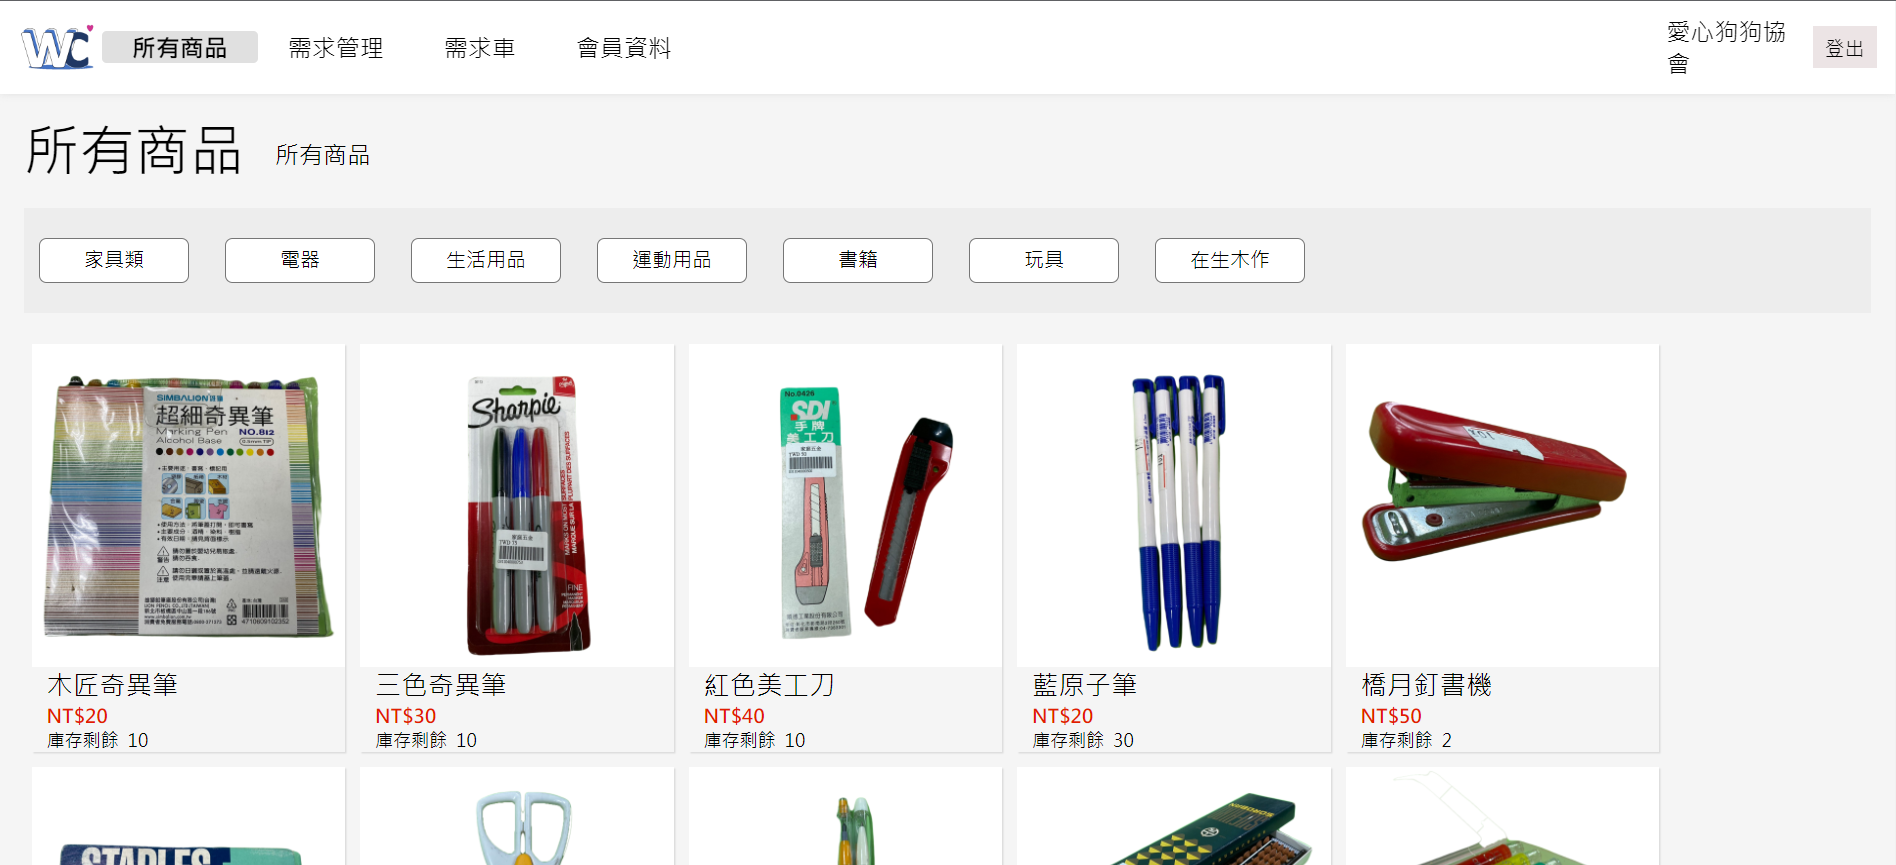 WC
所有商品
需求管理
需求車
會員資料
愛心狗狗協
會
登出
所有商品
所有商品
家具類
電器
生活用品
運動用品
書籍
玩具
在生木作
SIMBALION
超細奇異筆
Marking Pen
Alcohol Base
NO.812
4710609102352
Sharpie
FINE
No.0426
SDI
手牌
美工刀
木匠奇異筆
NT$20
庫存剩餘 10
三色奇異筆
NT$30
庫存剩餘 10
紅色美工刀
NT$40
庫存剩餘 10
藍原子筆
NT$20
庫存剩餘 30
橋月釘書機
NT$50
庫存剩餘 2
STAPLES